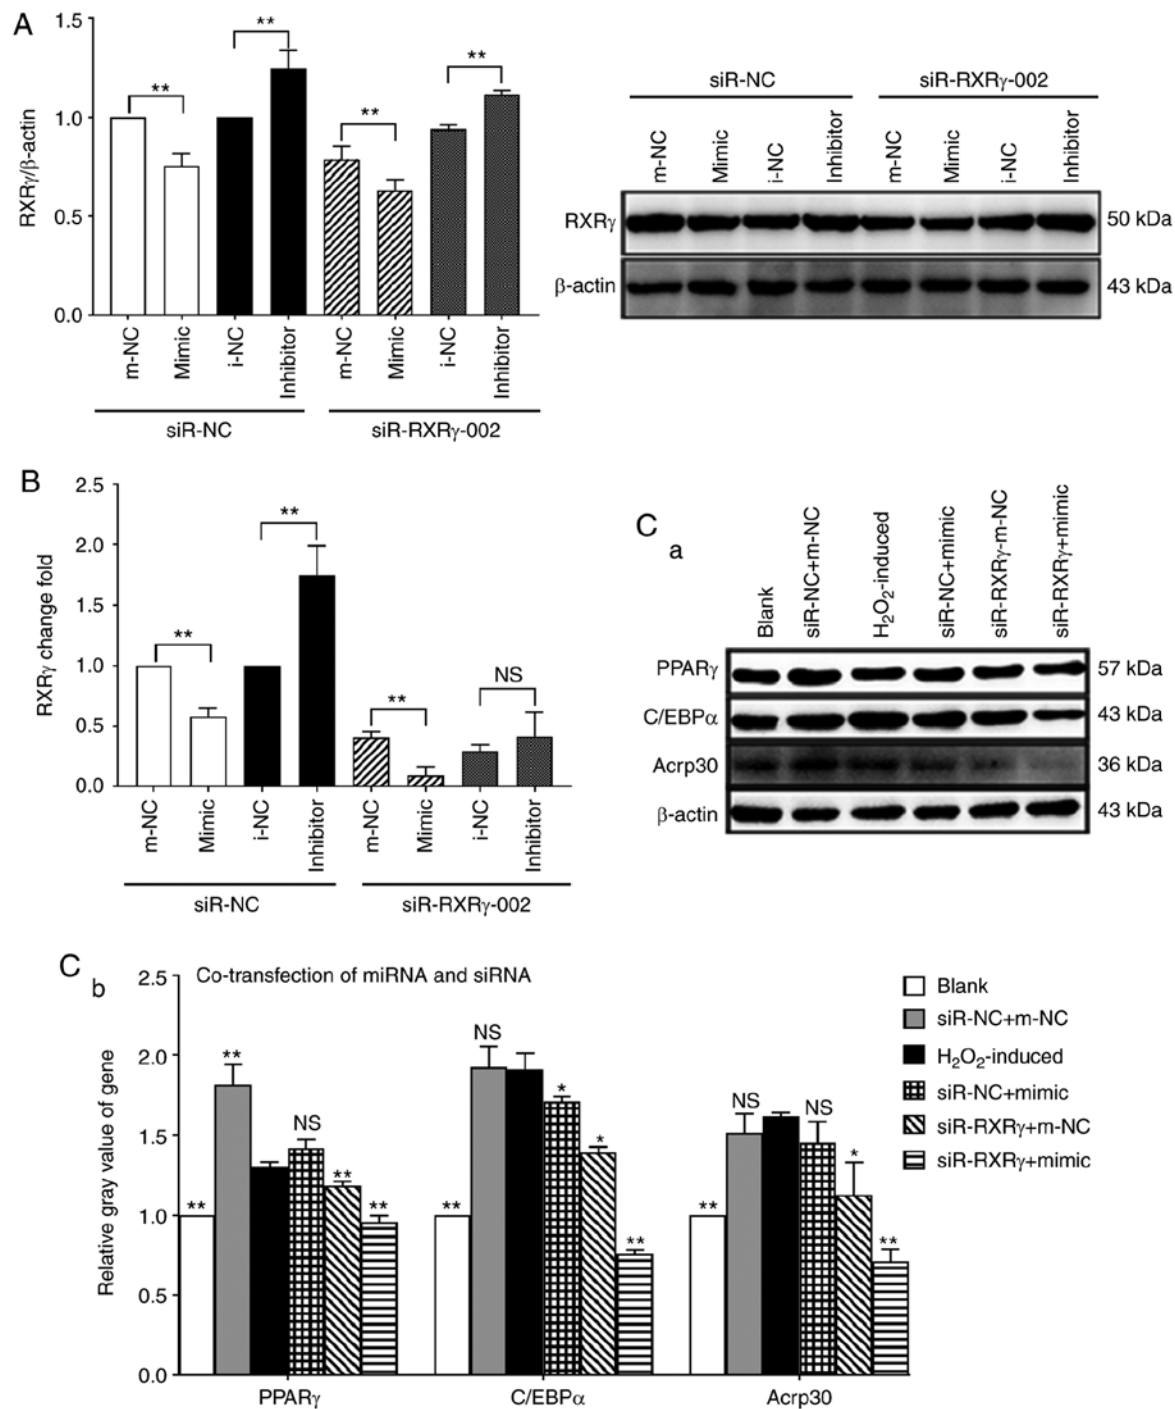 A
1.5
1.0
0.5
0.0
RXRγ/β-actin
**
**
**
**
m-NC
Mimic
i-NC
Inhibitor
m-NC
Mimic
i-NC
Inhibitor
siR-NC
siR-RXRγ-002
siR-NC
siR-RXRγ-002
m-NC
Mimic
i-NC
Inhibitor
m-NC
Mimic
i-NC
Inhibitor
RXRγ
50 kDa
β-actin
43 kDa
B
2.5
2.0
1.5
1.0
0.5
0.0
RXRγ change fold
**
**
**
NS
m-NC
Mimic
i-NC
Inhibitor
m-NC
Mimic
i-NC
Inhibitor
siR-NC
siR-RXRγ-002
C
a
Blank
siR-NC+m-NC
H2O2-induced
siR-NC+mimic
siR-RXRγ-m-NC
siR-RXRγ+mimic
PPARγ
57 kDa
C/EBPα
43 kDa
Acrp30
36 kDa
β-actin
43 kDa
C
b
Co-transfection of miRNA and siRNA
2.5
2.0
1.5
1.0
0.5
0.0
Relative gray value of gene
**
**
NS
**
**
**
NS
*
*
**
**
NS
NS
*
**
PPARγ
C/EBPα
Acrp30
Blank
siR-NC+m-NC
H2O2-induced
siR-NC+mimic
siR-RXRγ+m-NC
siR-RXRγ+mimic